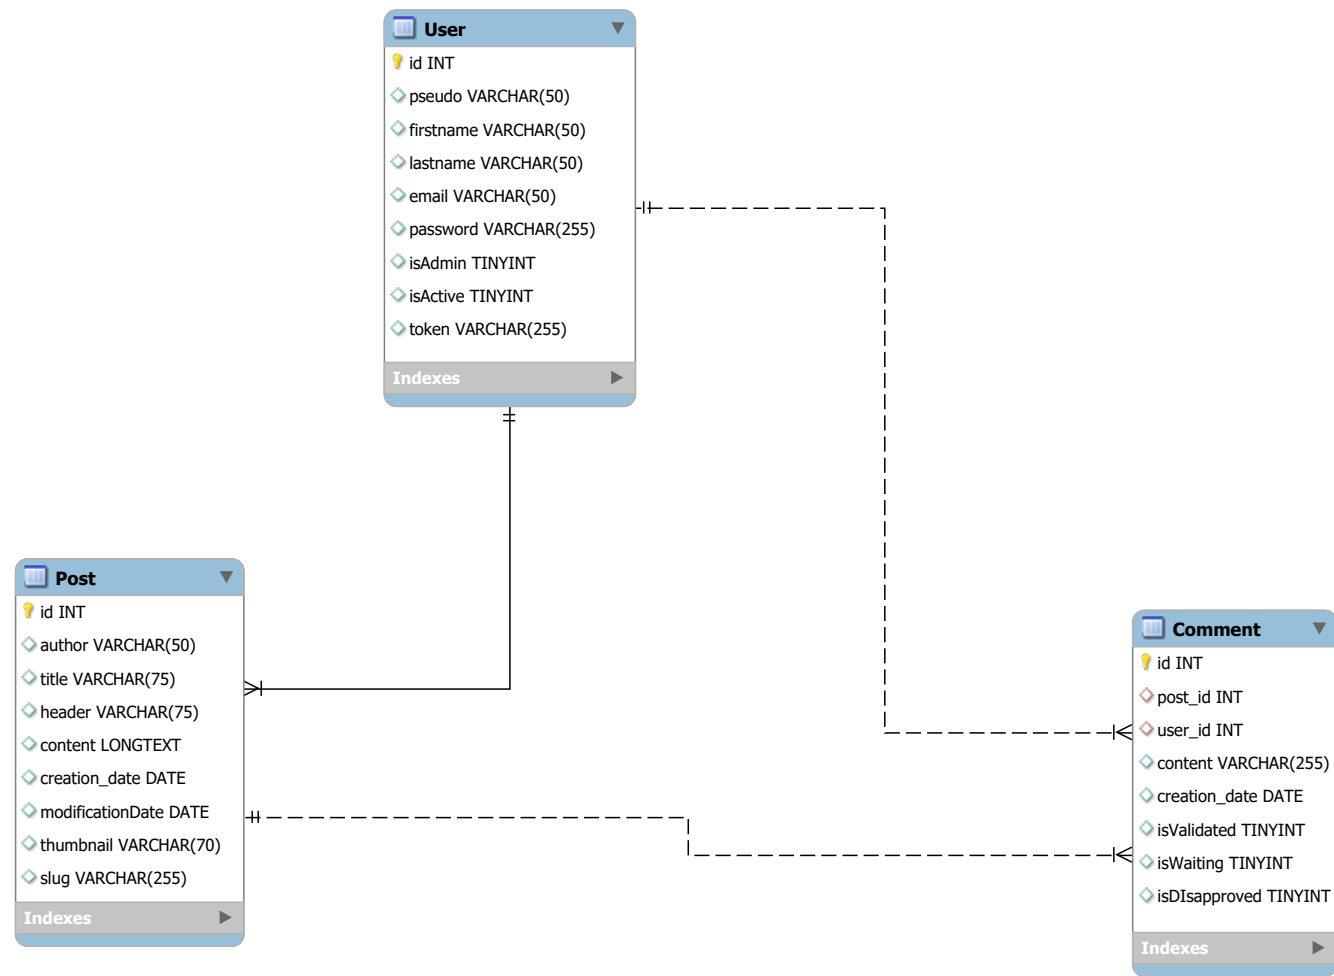 User
id INT
pseudo VARCHAR(50)
firstname VARCHAR(50)
lastname VARCHAR(50)
email VARCHAR(50)
password VARCHAR(255)
isAdmin TINYINT
isActive TINYINT
token VARCHAR(255)
Indexes
Post
id INT
author VARCHAR(50)
title VARCHAR(75)
header VARCHAR(75)
content LONGTEXT
creation_date DATE
modificationDate DATE
thumbnail VARCHAR(70)
slug VARCHAR(255)
Indexes
Comment
id INT
post_id INT
user_id INT
content VARCHAR(255)
creation_date DATE
isValidated TINYINT
isWaiting TINYINT
isDIsapproved TINYINT
Indexes